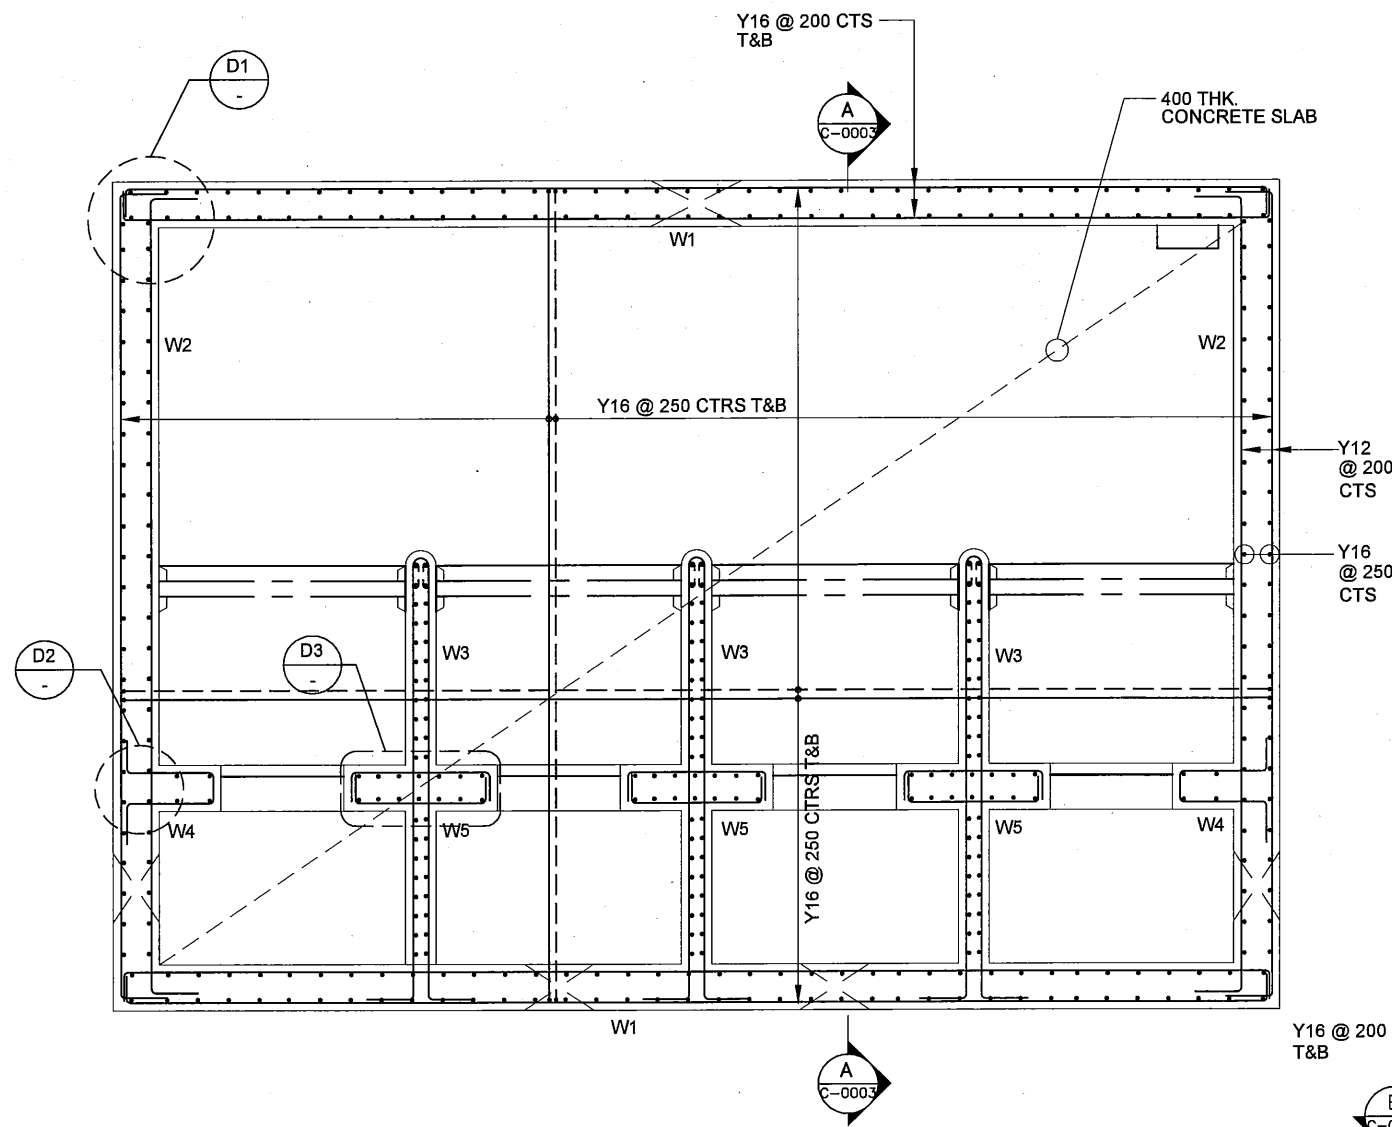 Y16 @ 200 CTS
T&B
D1
-
A
C-0003
400 THK.
CONCRETE SLAB
W1
W2
W2
Y16 @ 250 CTRS T&B
Y12
@ 200
CTS
Y16
@ 250
CTS
D2
-
D3
-
W3
W3
W3
Y16 @ 250 CTRS T&B
W4
W5
W5
W5
W4
W1
Y16 @ 200
T&B
A
C-0003